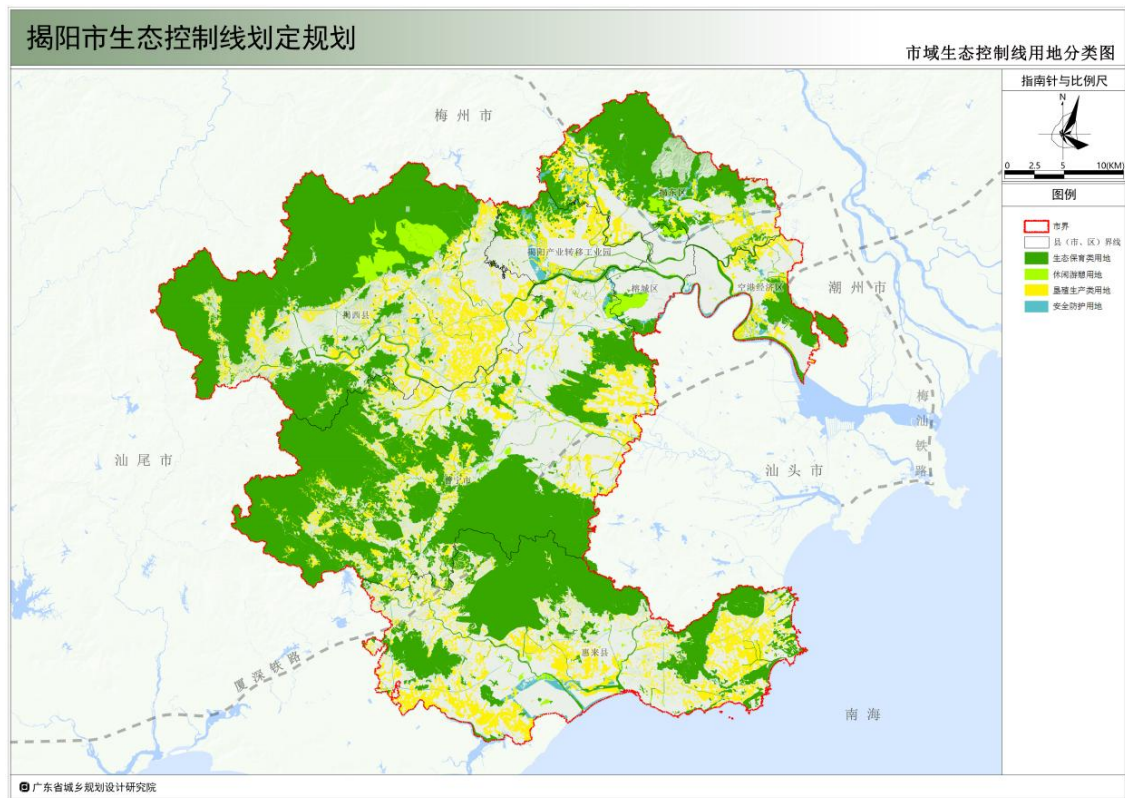 揭阳市生态控制线划定规划
市域生态控制线用地分类图
指南针与比例尺
N
0 2.5 5 10(KM)
图例
市界
县（市、区）界线
生态保育类用地
休闲游憩用地
垦殖生产类用地
安全防护用地
梅州市
揭东区
揭阳产业转移工业园
榕城区
空港经济区
潮州市
揭西县
梅汕铁路
汕尾市
汕头市
普宁市
惠来县
厦深铁路
南海
广东省城乡规划设计研究院